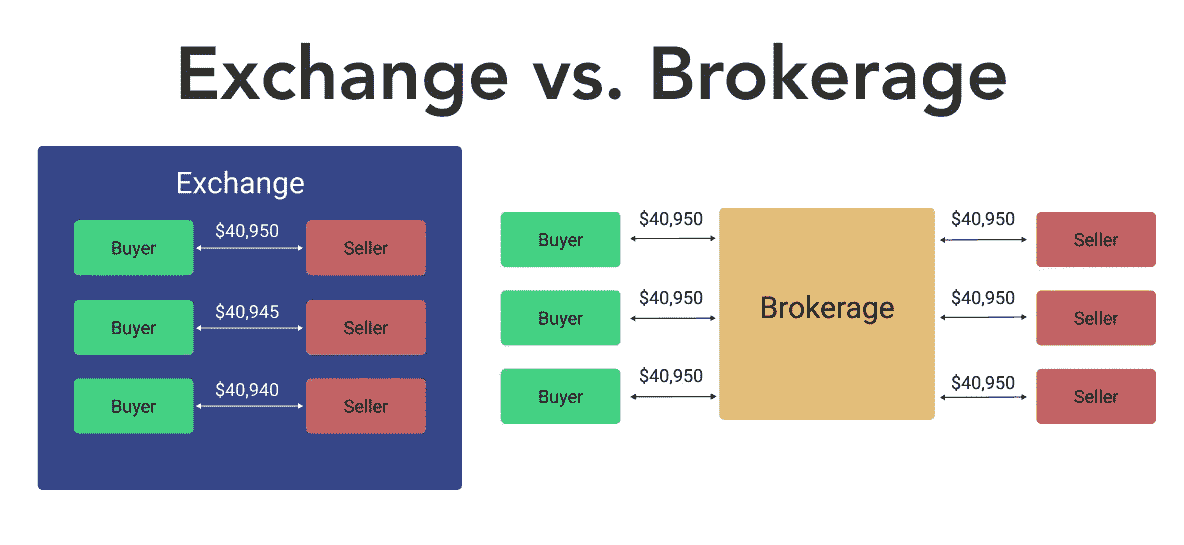 Exchange vs. Brokerage
Exchange
Buyer $40,950 Seller
Buyer $40,945 Seller
Buyer $40,940 Seller
Buyer $40,950 Brokerage $40,950 Seller
Buyer $40,950 $40,950 Seller
Buyer $40,950 $40,950 Seller